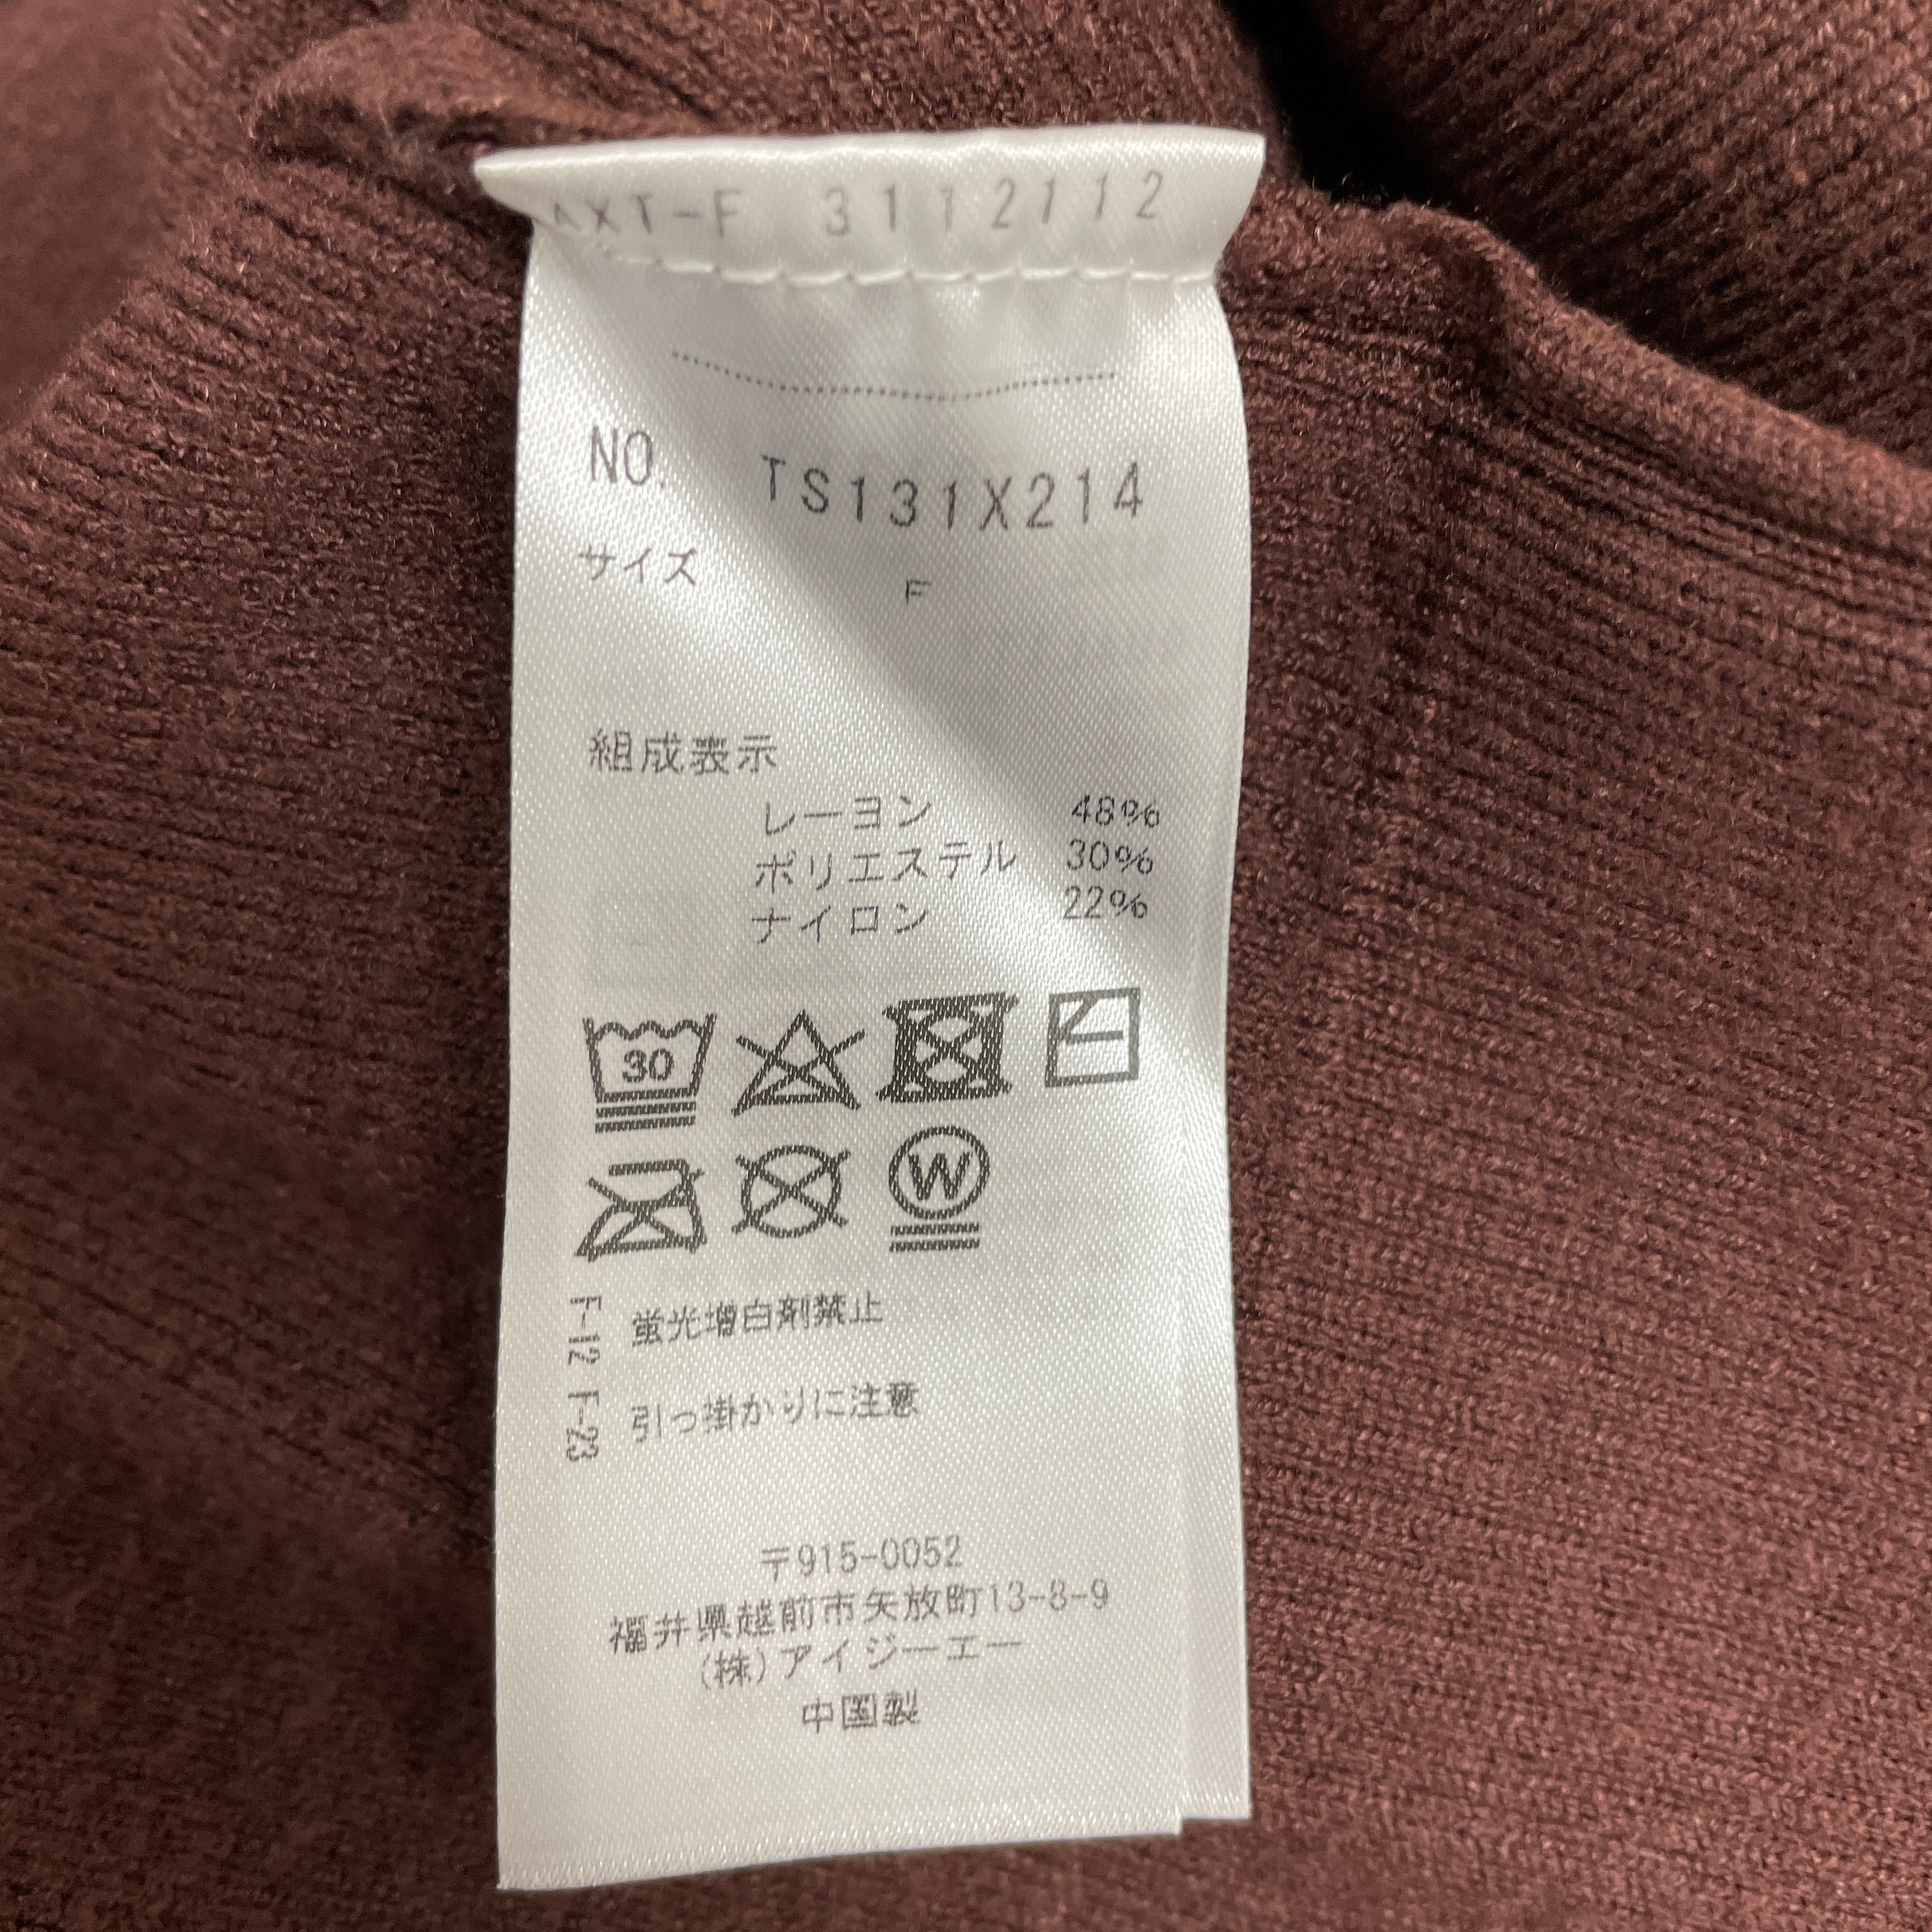 AXT-F 3112112
NO. TS131X214
サイズ F
組成表示
レーヨン 48%
ポリエステル 30%
ナイロン 22%
30
W
F-12 蛍光増白剤禁止
F-23 引っ掛かりに注意
〒915-0052
福井県越前市矢放町13-8-9
(株)アイジーエー
中国製